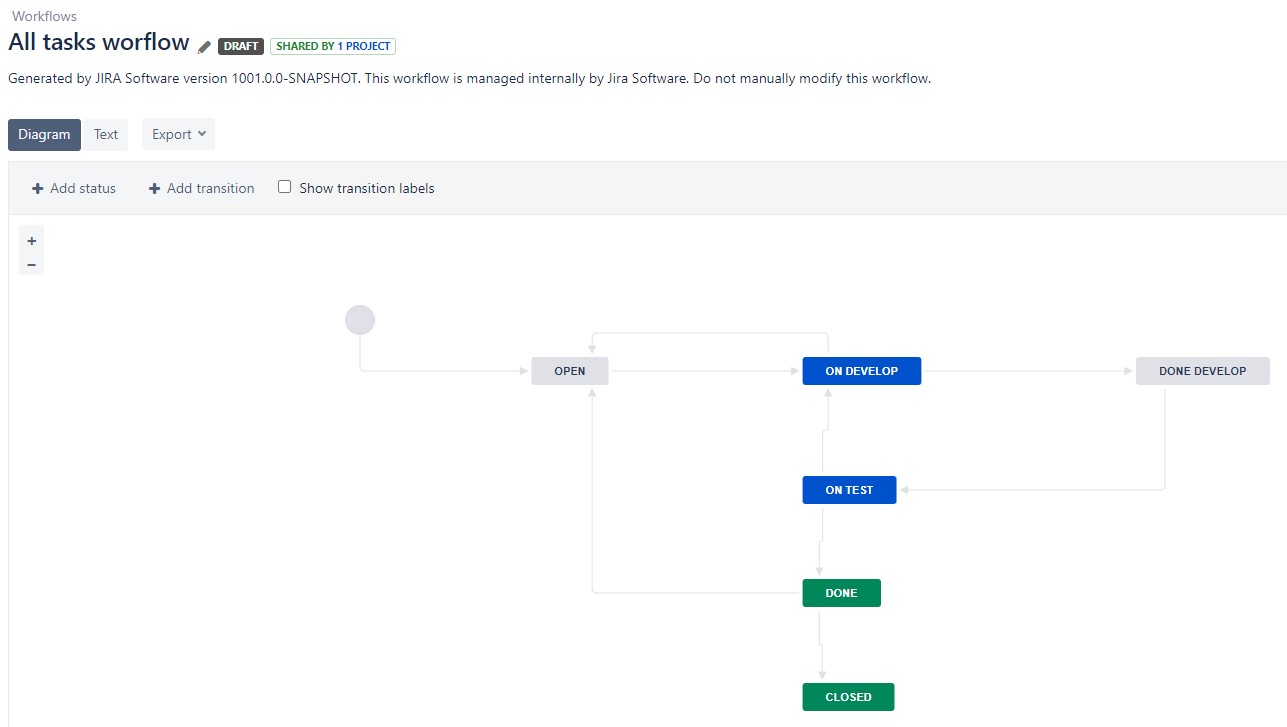 Workflows
All tasks worflow DRAFT SHARED BY 1 PROJECT
Generated by JIRA Software version 1001.0.0-SNAPSHOT. This workflow is managed internally by Jira Software. Do not manually modify this workflow.
Diagram Text Export
+ Add status + Add transition Show transition labels
+
−
OPEN ON DEVELOP DONE DEVELOP
ON TEST
DONE
CLOSED